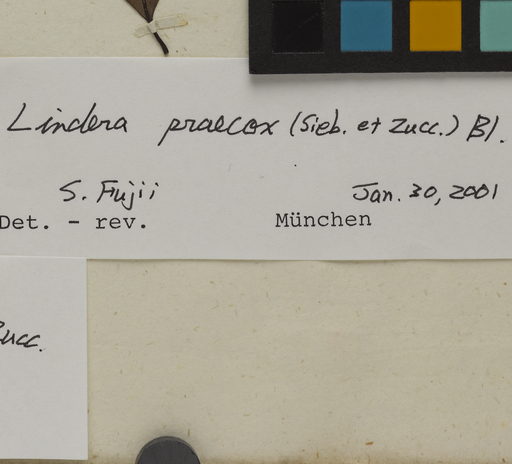 Lindera praecox (Sieb. et Zucc.) Bl.
S. Fujii Jan. 30, 2001
Det. - rev. München
Zucc.